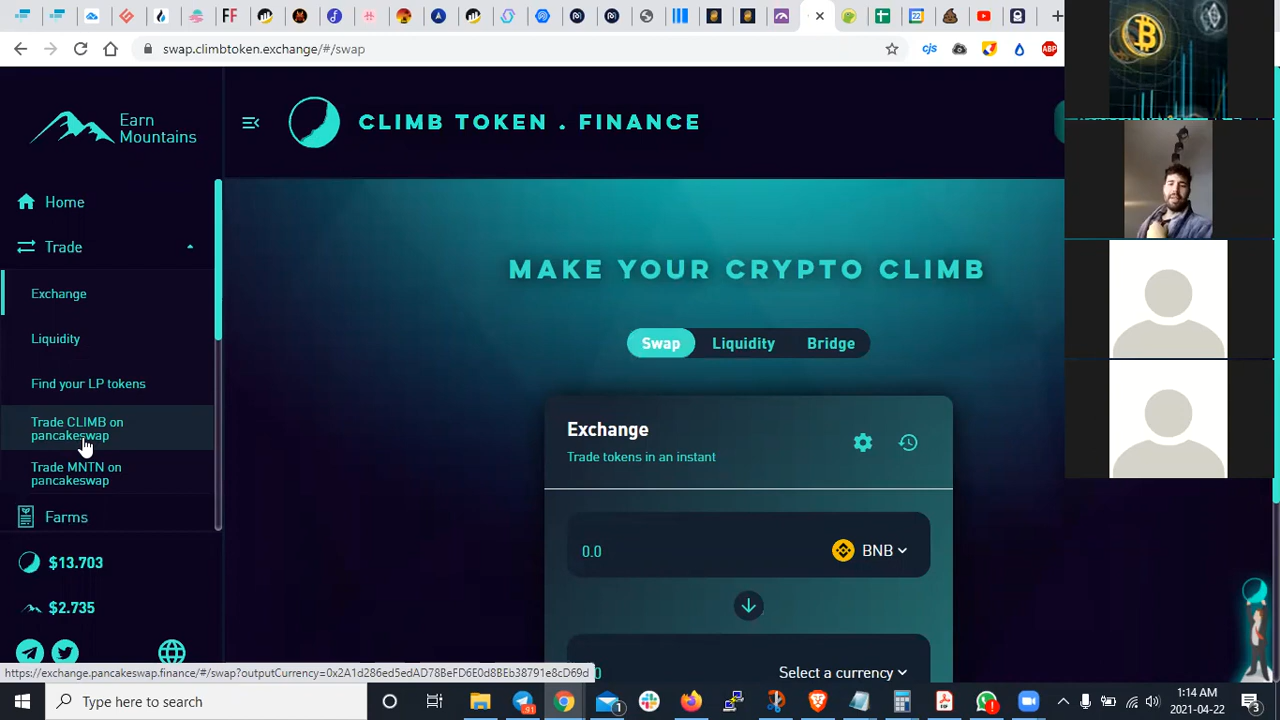 swap.climbtoken.exchange/#/swap
cjs
ABP
Earn
Mountains
CLIMB TOKEN . FINANCE
Home
Trade
Exchange
Liquidity
Find your LP tokens
Trade CLIMB on
pancakeswap
Trade MNTN on
pancakeswap
Farms
$13.703
$2.735
MAKE YOUR CRYPTO CLIMB
Swap
Liquidity
Bridge
Exchange
Trade tokens in an instant
0.0
BNB
Select a currency
https://exchange.pancakeswap.finance/#/swap?outputCurrency=0x2A1d286ed5edAD78BeFD6E0d8BEb38791e8cD69d
Type here to search
1:14 AM
2021-04-22